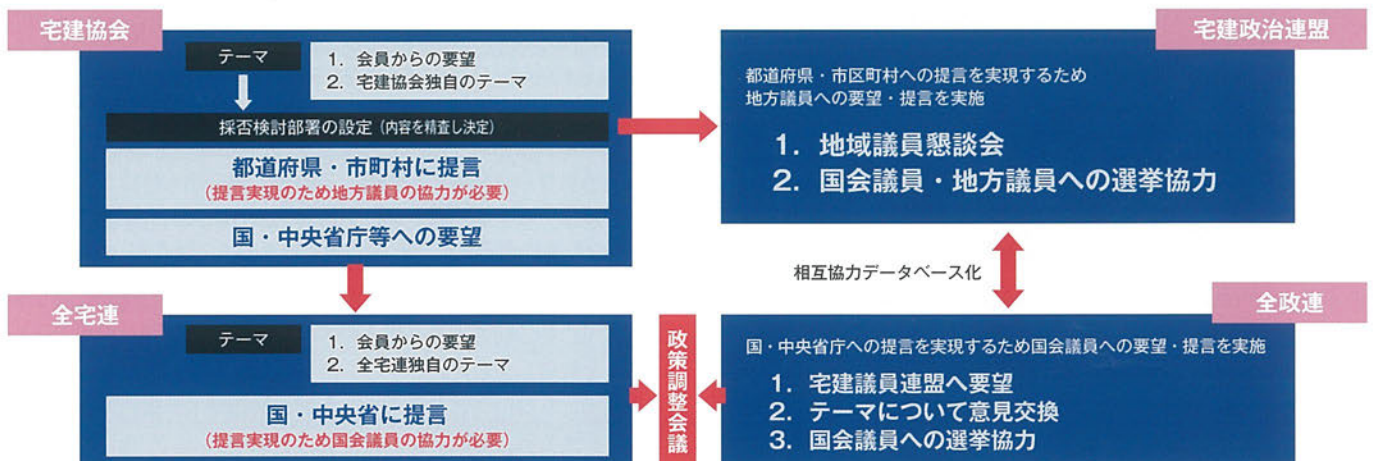 宅建協会
テーマ
1. 会員からの要望
2. 宅建協会独自のテーマ
採否検討部署の設定（内容を精査し決定）
都道府県・市町村に提言
（提言実現のため地方議員の協力が必要）
国・中央省庁等への要望
宅建政治連盟
都道府県・市区町村への提言を実現するため
地方議員への要望・提言を実施
1. 地域議員懇談会
2. 国会議員・地方議員への選挙協力
相互協力データベース化
全宅連
テーマ
1. 会員からの要望
2. 全宅連独自のテーマ
国・中央省に提言
（提言実現のため国会議員の協力が必要）
政策調整会議
全政連
国・中央省庁への提言を実現するため国会議員への要望・提言を実施
1. 宅建議員連盟へ要望
2. テーマについて意見交換
3. 国会議員への選挙協力